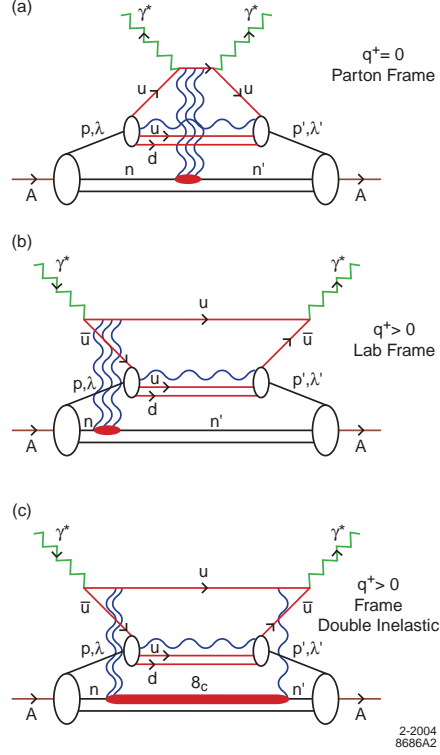 (a)
γ* γ*
q⁺= 0
Parton Frame
u u
p,λ u p',λ'
d
n n'
A A
(b)
γ* γ*
u
q⁺> 0
Lab Frame
ū ū
p,λ u p',λ'
d
n n'
A A
(c)
γ* γ*
u
q⁺> 0
Frame
Double Inelastic
ū ū
p,λ u p',λ'
d
8c
n n'
A A
2-2004
8686A2